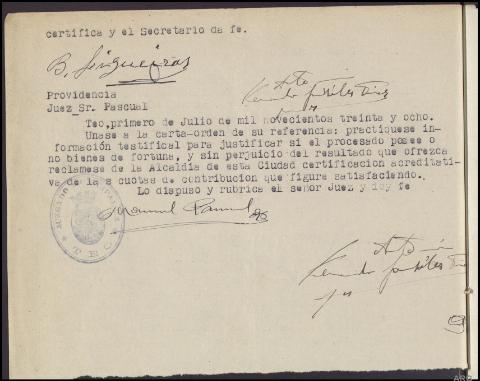 certifica y el Secretario da fe.
B. Singueiras
Providencia
Juez Sr. Pascual
Teo, primero de Julio de mil novecientos treinta y ocho.
Unase a la carta-orden de su referencia: practiquese in-
formación testifical para justificar si el procesado posee o
no bienes de fortuna, y sin perjuicio del resultado que ofrezca
reclamese de la Alcaldia de esta Ciudad certificacion acreditati-
va de las cuotas de contribucion que figure satisfaciendo.
Lo dispuso y rubrica el señor Juez y doy fe
Manuel Pascual